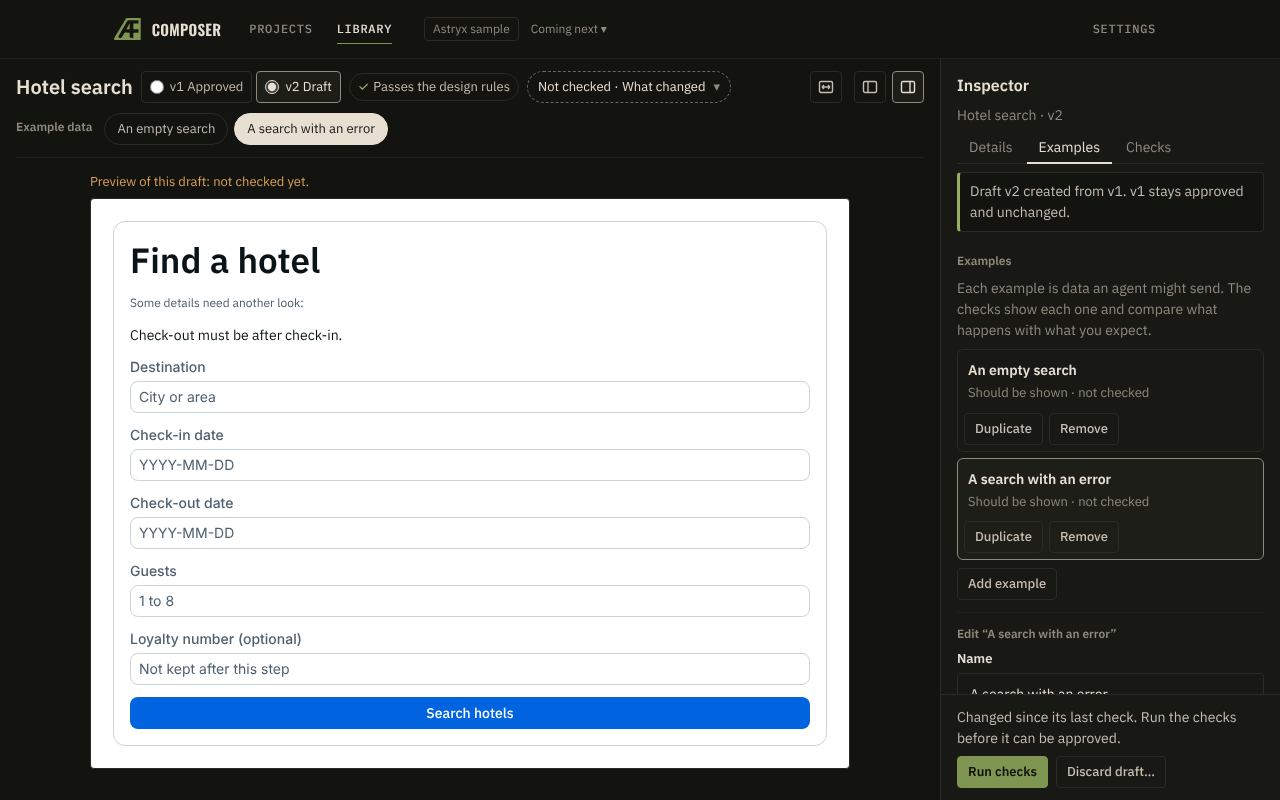 COMPOSER
PROJECTS
LIBRARY
Astryx sample
Coming next ▾
SETTINGS
Hotel search
v1 Approved
v2 Draft
✓ Passes the design rules
Not checked · What changed ▾
Example data
An empty search
A search with an error
Preview of this draft: not checked yet.
Find a hotel
Some details need another look:
Check-out must be after check-in.
Destination
City or area
Check-in date
YYYY-MM-DD
Check-out date
YYYY-MM-DD
Guests
1 to 8
Loyalty number (optional)
Not kept after this step
Search hotels
Inspector
Hotel search · v2
Details
Examples
Checks
Draft v2 created from v1. v1 stays approved
and unchanged.
Examples
Each example is data an agent might send. The
checks show each one and compare what
happens with what you expect.
An empty search
Should be shown · not checked
Duplicate
Remove
A search with an error
Should be shown · not checked
Duplicate
Remove
Add example
Edit “A search with an error”
Name
A search with an error
Changed since its last check. Run the checks
before it can be approved.
Run checks
Discard draft…